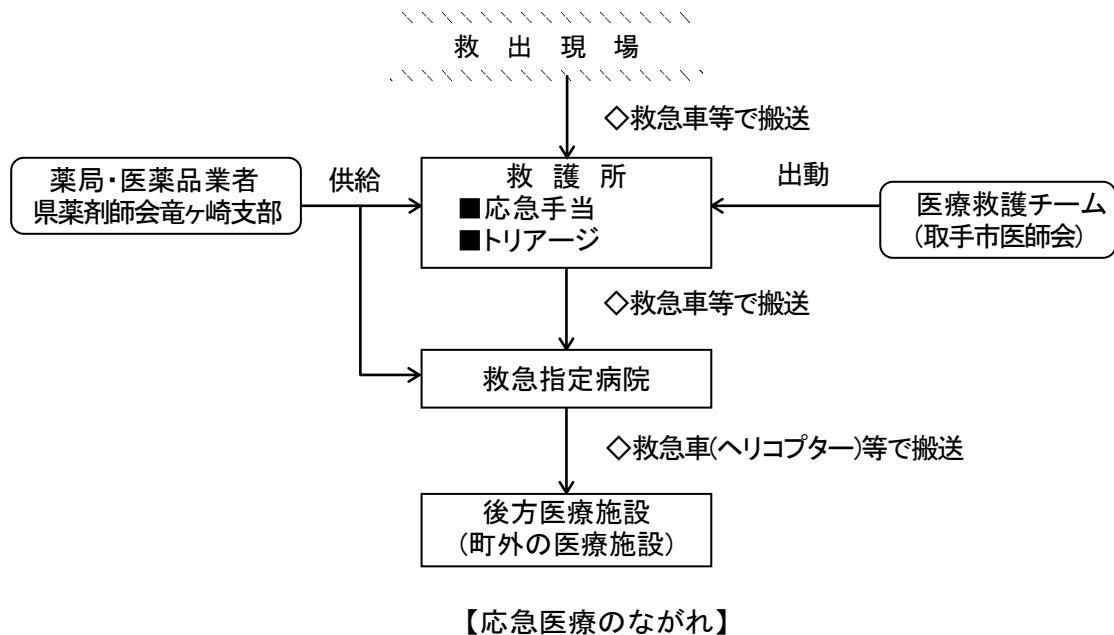 救 出 現 場
◇救急車等で搬送
薬局・医薬品業者
県薬剤師会竜ヶ崎支部
供給
救 護 所
■応急手当
■トリアージ
出動
医療救護チーム
(取手市医師会)
◇救急車等で搬送
救急指定病院
◇救急車(ヘリコプター)等で搬送
後方医療施設
(町外の医療施設)
【応急医療のながれ】